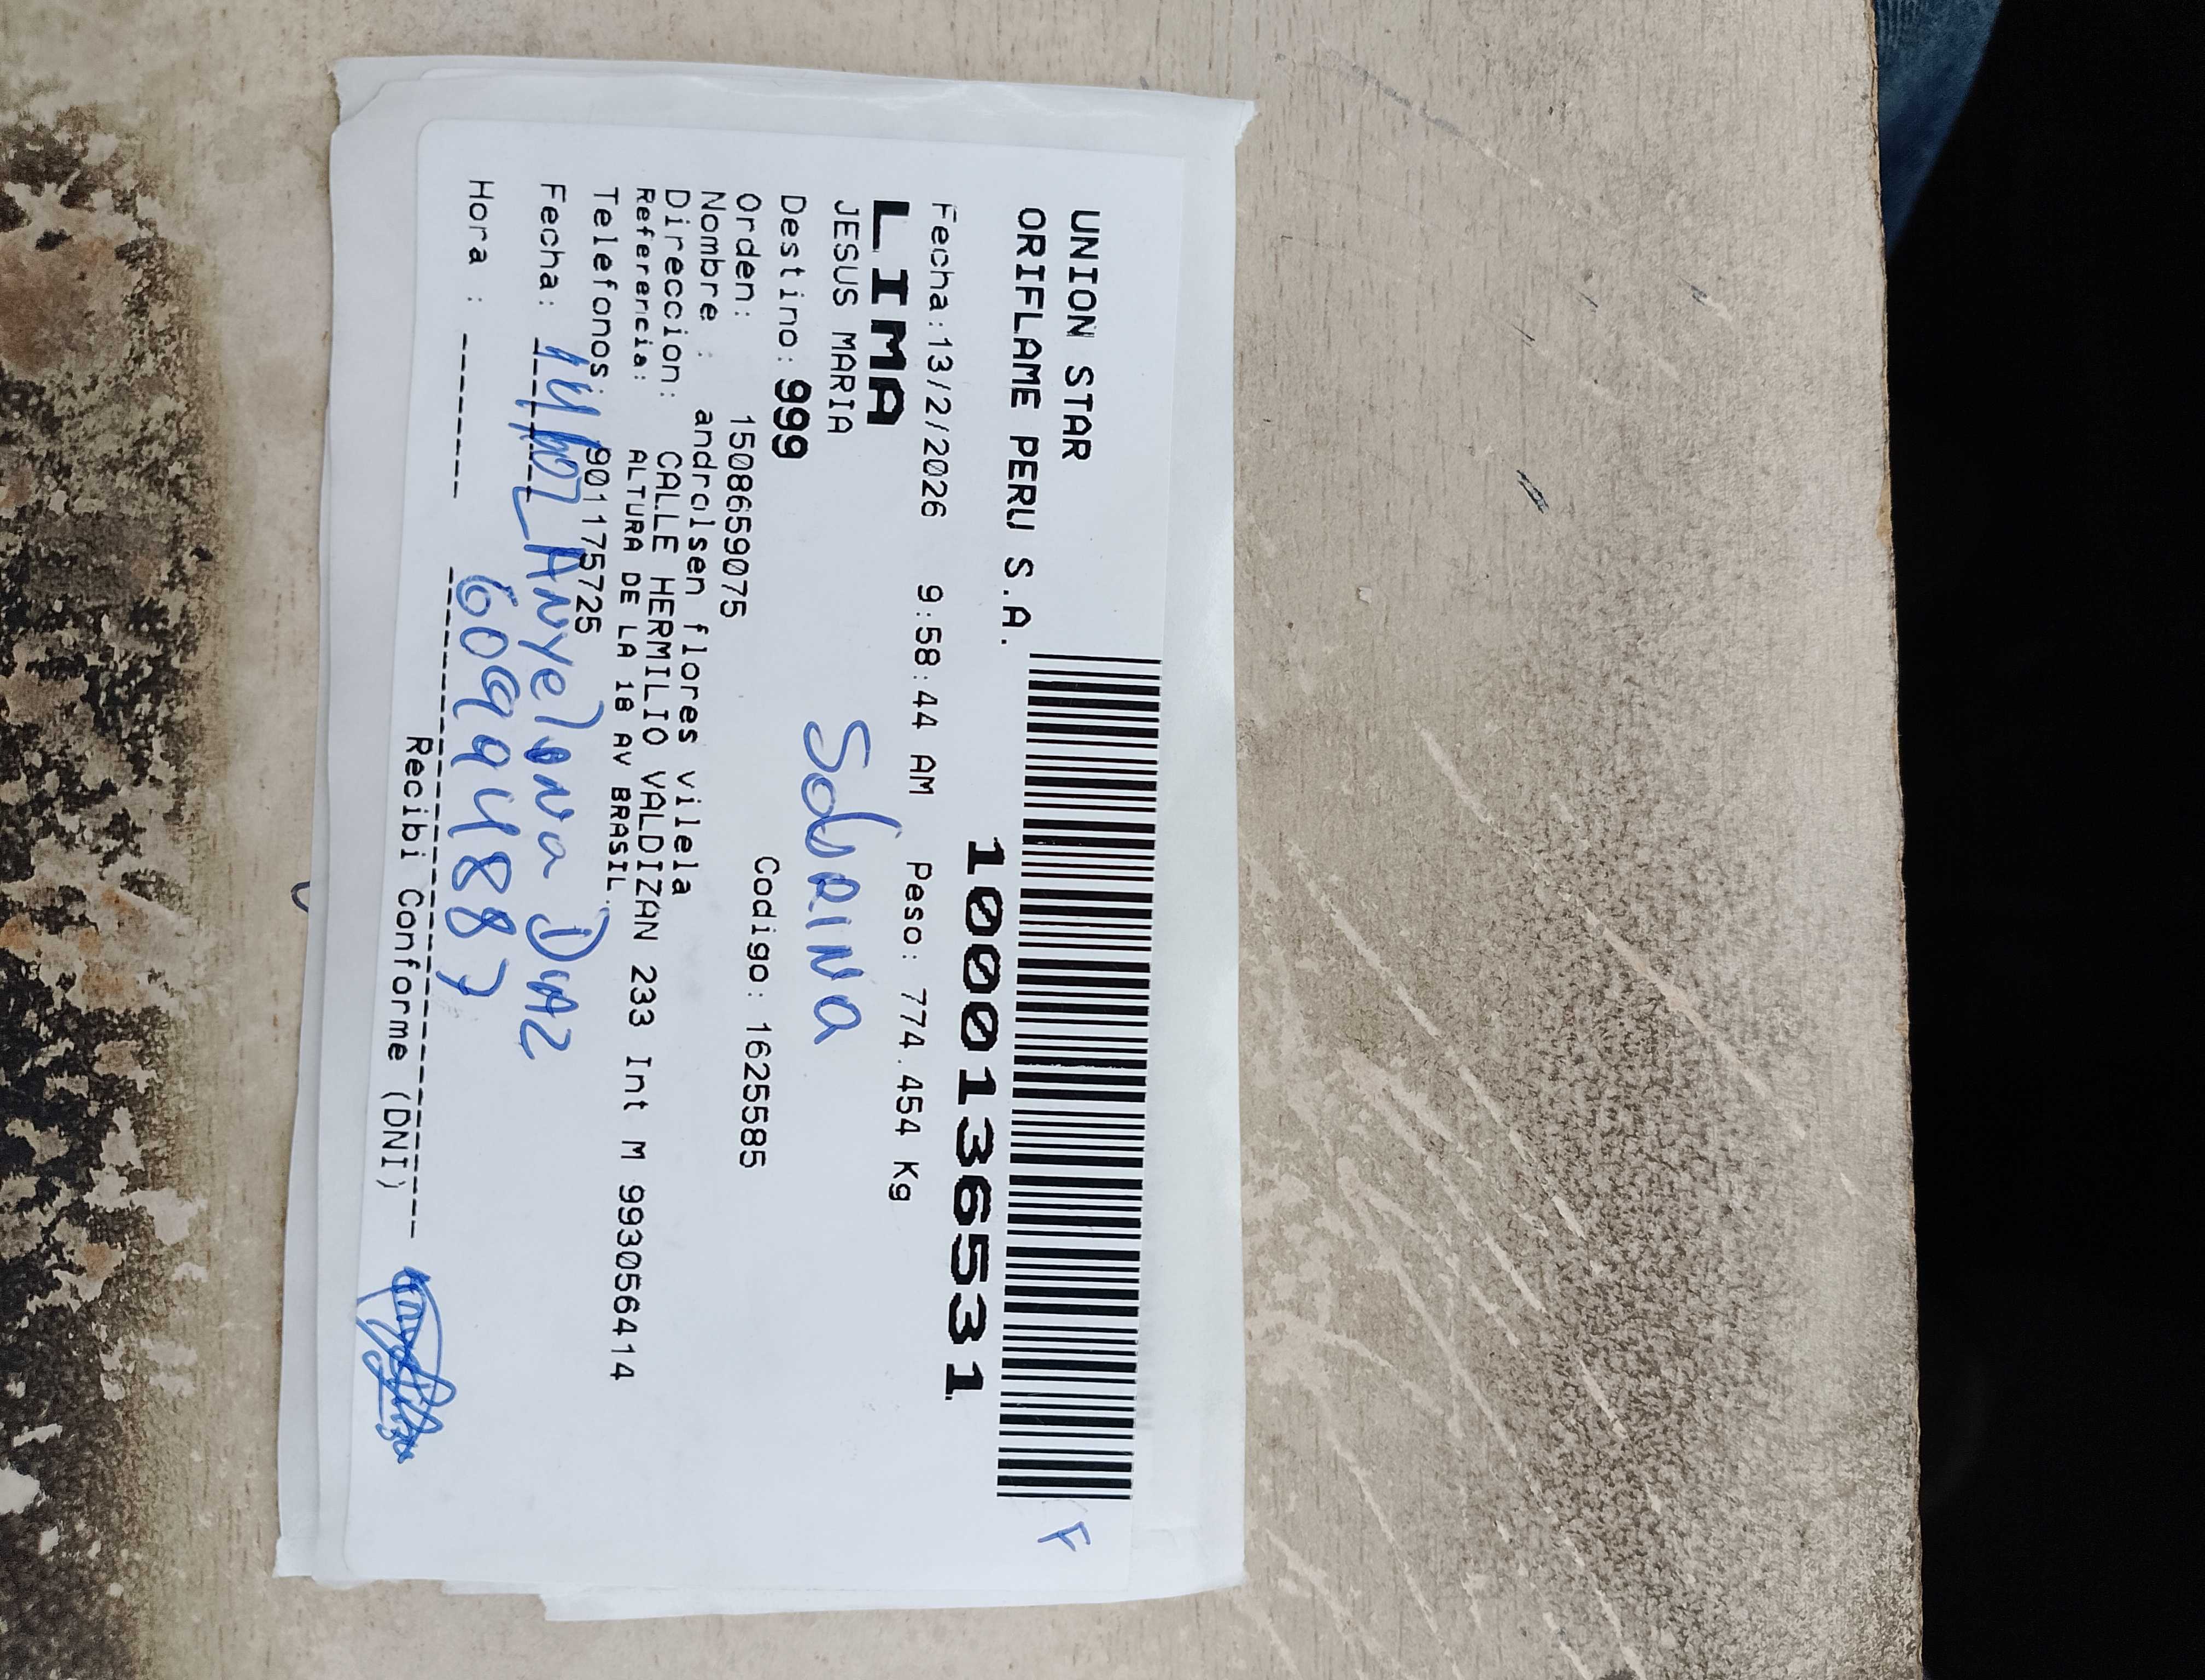 UNION STAR
ORIFLAME PERU S.A.
F
1000136531
Fecha:13/2/2026 9:58:44 AM Peso: 774.454 Kg
LIMA
JESUS MARIA
Sobrina
Destino: 999
Orden: 1508659075 Codigo: 1625585
Nombre : androlsen flores vilela
Direccion: CALLE HERMILIO VALDIZAN 233 Int M 993056414
Referencia: ALTURA DE LA 18 AV BRASIL.
Telefonos: 901175725
Fecha: 14/02 Anyelina Diaz
Hora : 60994887
Recibi Conforme (DNI)